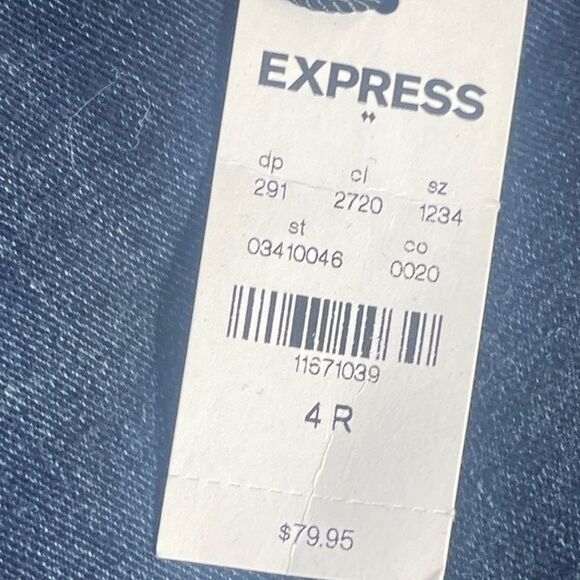 EXPRESS
dp cl sz
291 2720 1234
st co
03410046 0020
11671039
4 R
$79.95